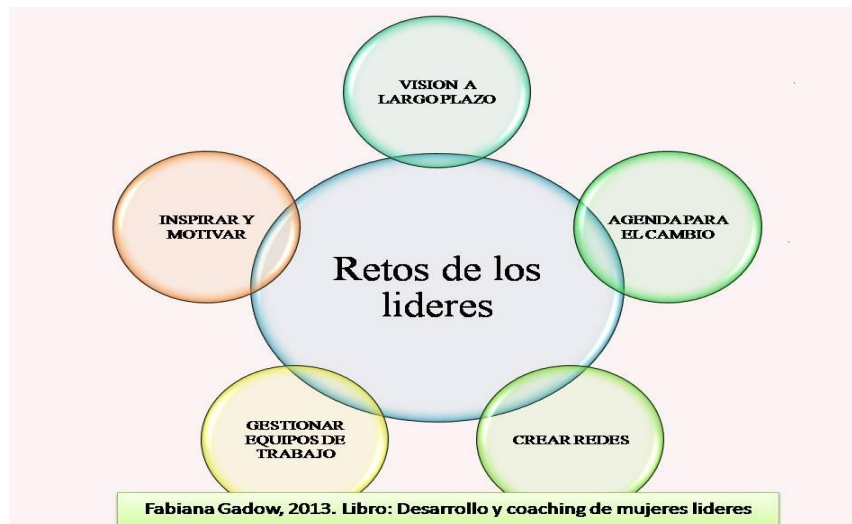 VISION A
LARGO PLAZO
INSPIRAR Y
MOTIVAR
AGENDA PARA
EL CAMBIO
Retos de los
lideres
GESTIONAR
EQUIPOS DE
TRABAJO
CREAR REDES
Fabiana Gadow, 2013. Libro: Desarrollo y coaching de mujeres lideres